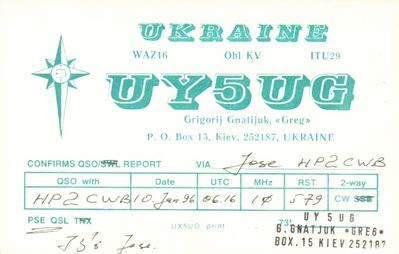 UKRAINE
WAZ16 Obl KV ITU29
UY5UG
Grigorij Gnatijuk, «Greg»
P. O. Box 15, Kiev, 252187, UKRAINE
CONFIRMS QSO/SWL REPORT VIA Jose HP2CWB
QSO with Date UTC MHz RST 2-way
HP2CWB 10. Jan 96 06.16 10 579 CW SSB
PSE QSL TNX UX5UO print 73!
73's Jose.
UY5UG
G.GNATJUK *GREG*
BOX.15 KIEV 252187